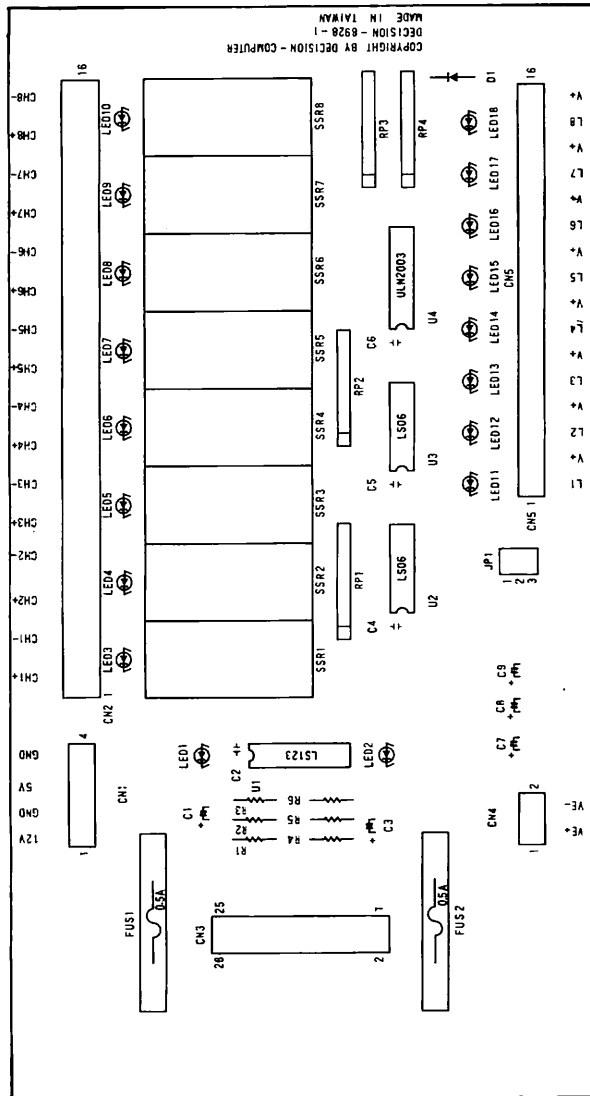 MADE IN TAIWAN
DECISION - 8928 - 1
COPYRIGHT BY DECISION - COMPUTER
CH8-
CH8+
CH7-
CH7+
CH6-
CH6+
CH5-
CH5+
CH4-
CH4+
CH3-
CH3+
CH2-
CH2+
CH1-
CH1+
16
CN2 1
LED10
LED9
LED8
LED7
LED6
LED5
LED4
LED3
SSR8
SSR7
SSR6
SSR5
SSR4
SSR3
SSR2
SSR1
RP3
RP4
RP2
RP1
D1
ULN2003
U4
C6
LS06
U3
C5
LS06
U2
C4
LED18
LED17
LED16
LED15
LED14
LED13
LED12
LED11
CN5
16
CN5 1
V+
L8
V+
L7
V+
L6
V+
L5
V+
L4
V+
L3
V+
L2
V+
L1
JP1
1
2
3
C9
C8
C7
GND
5V
GND
12V
4
CN1
1
LED1
C2
LS123
U1
LED2
C1
R3
R2
R1
R6
R5
R4
C3
CN4
2
1
VE-
VE+
FUS1
0.5A
CN3
25
26
1
2
FUS2
0.5A